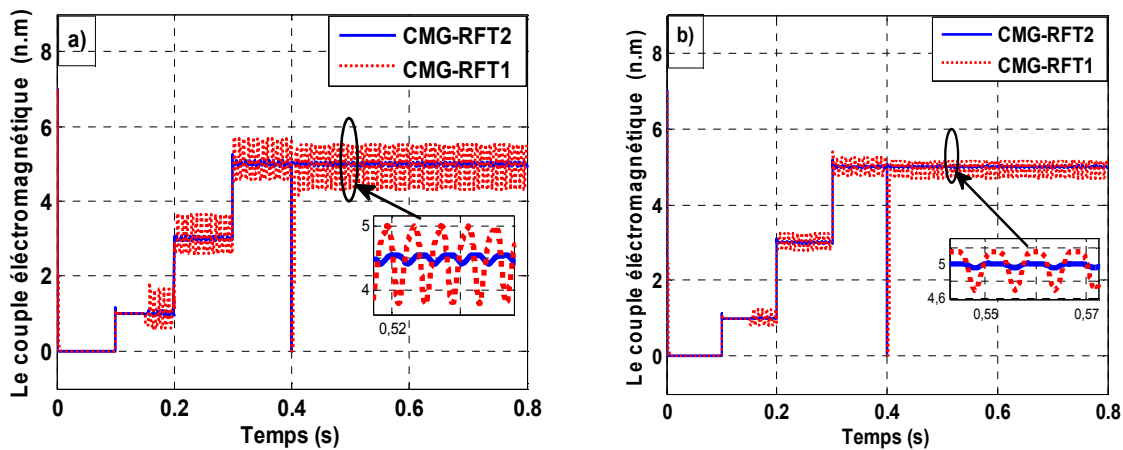 a)
CMG-RFT2
CMG-RFT1
Le couple éléctromagnétique (n.m)
8
6
4
2
0
5
4
0,52
0
0.2
0.4
0.6
0.8
Temps (s)
b)
CMG-RFT2
CMG-RFT1
Le couple éléctromagnétique (n.m)
8
6
4
2
0
5
4,6
0,55
0,57
0
0.2
0.4
0.6
0.8
Temps (s)